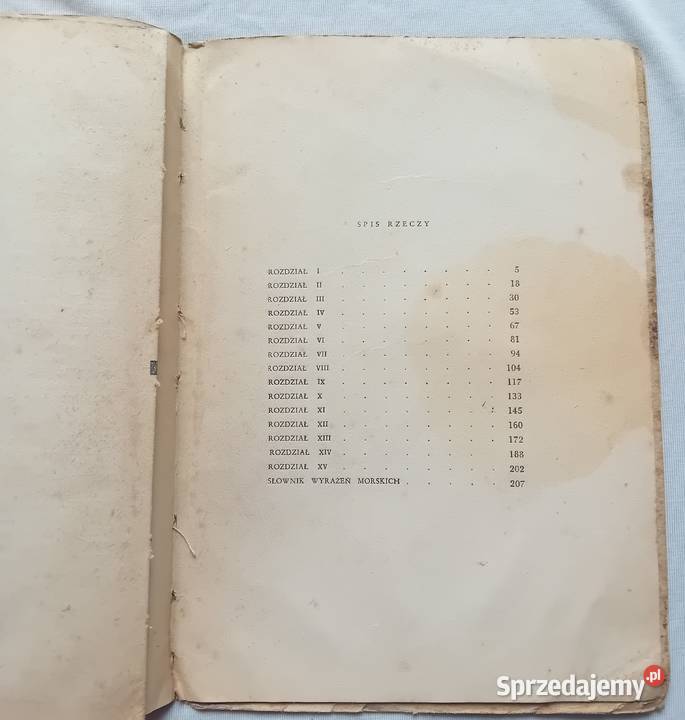 SPIS RZECZY
ROZDZIAŁ I . . . . . . . . 5
ROZDZIAŁ II . . . . . . . . 18
ROZDZIAŁ III . . . . . . . . 30
ROZDZIAŁ IV . . . . . . . . 53
ROZDZIAŁ V . . . . . . . . 67
ROZDZIAŁ VI . . . . . . . . 81
ROZDZIAŁ VII . . . . . . . . 94
ROZDZIAŁ VIII . . . . . . . . 104
ROZDZIAŁ IX . . . . . . . . 117
ROZDZIAŁ X . . . . . . . . 133
ROZDZIAŁ XI . . . . . . . . 145
ROZDZIAŁ XII . . . . . . . . 160
ROZDZIAŁ XIII . . . . . . . . 172
ROZDZIAŁ XIV . . . . . . . . 188
ROZDZIAŁ XV . . . . . . . . 202
SŁOWNIK WYRAŻEŃ MORSKICH . . . . . 207
Sprzedajemy.pl